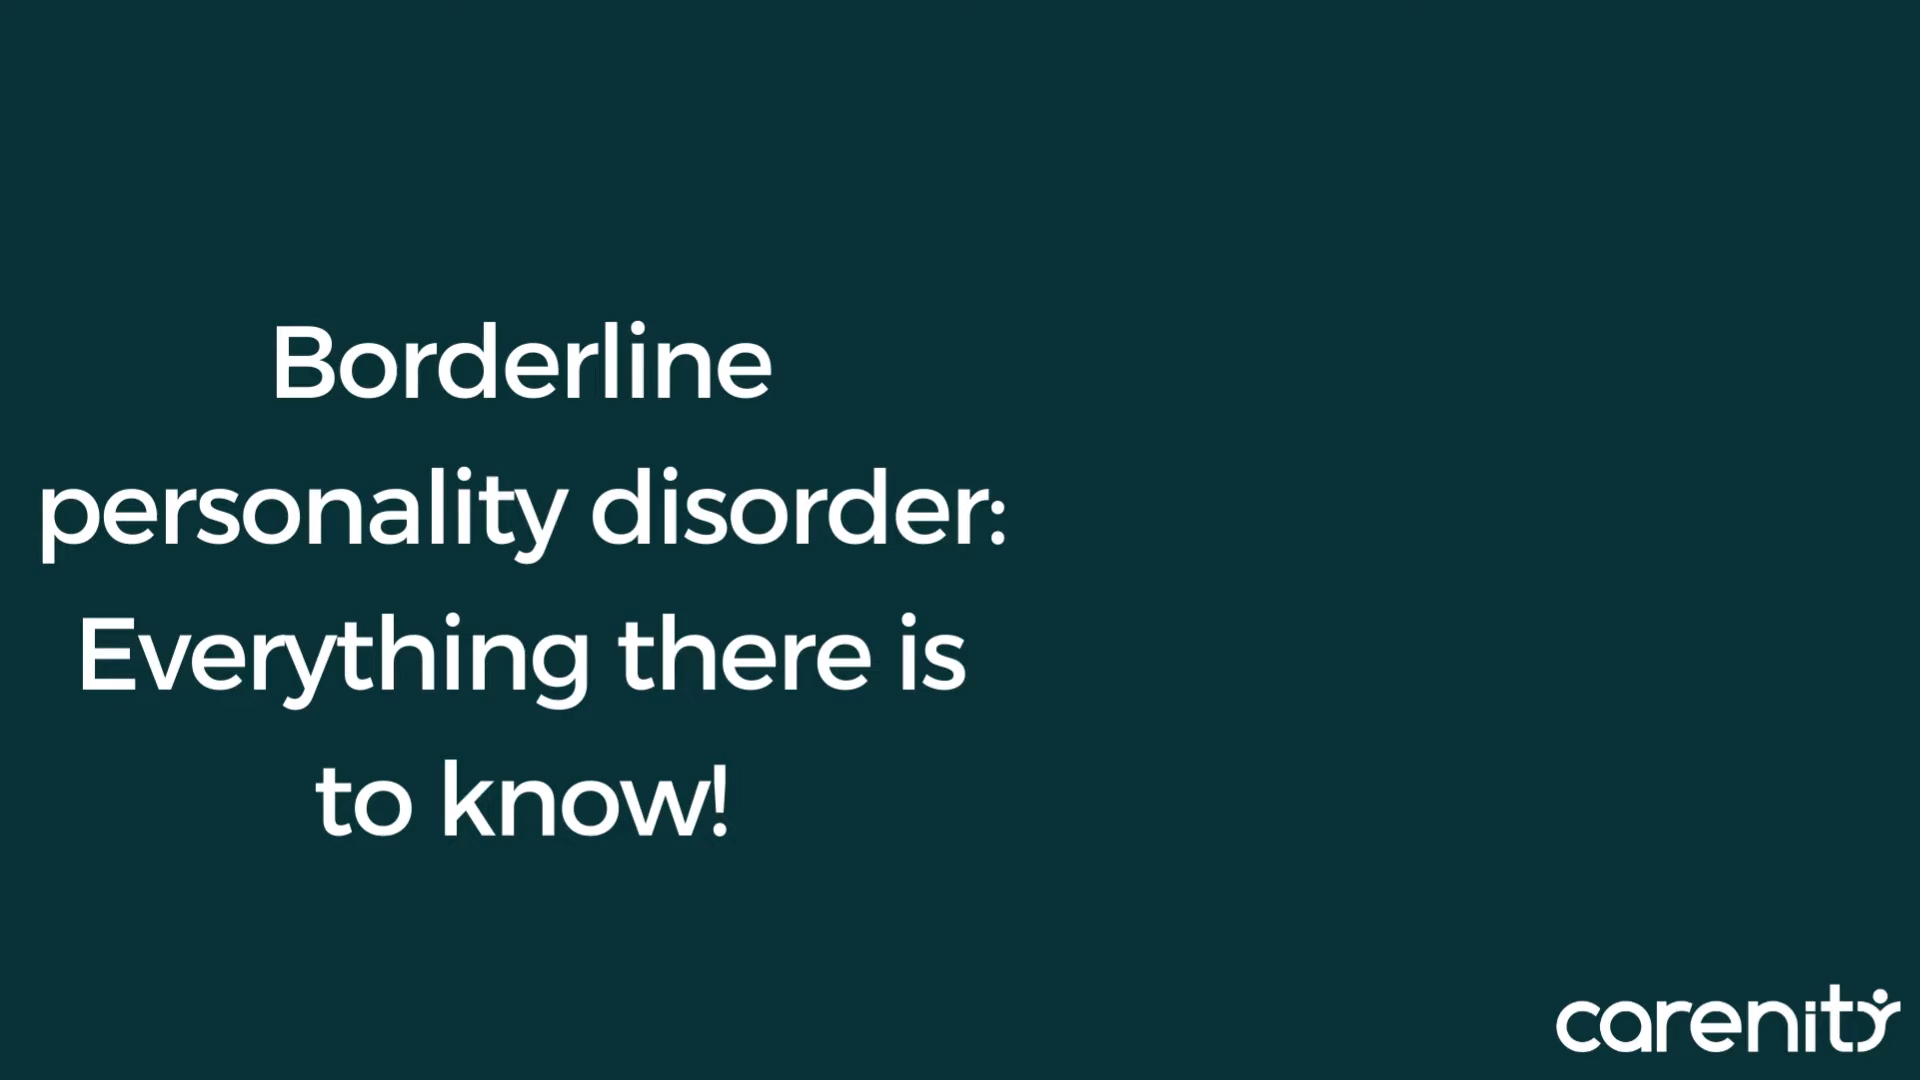 Borderline
personality disorder:
Everything there is
to know!
carenity